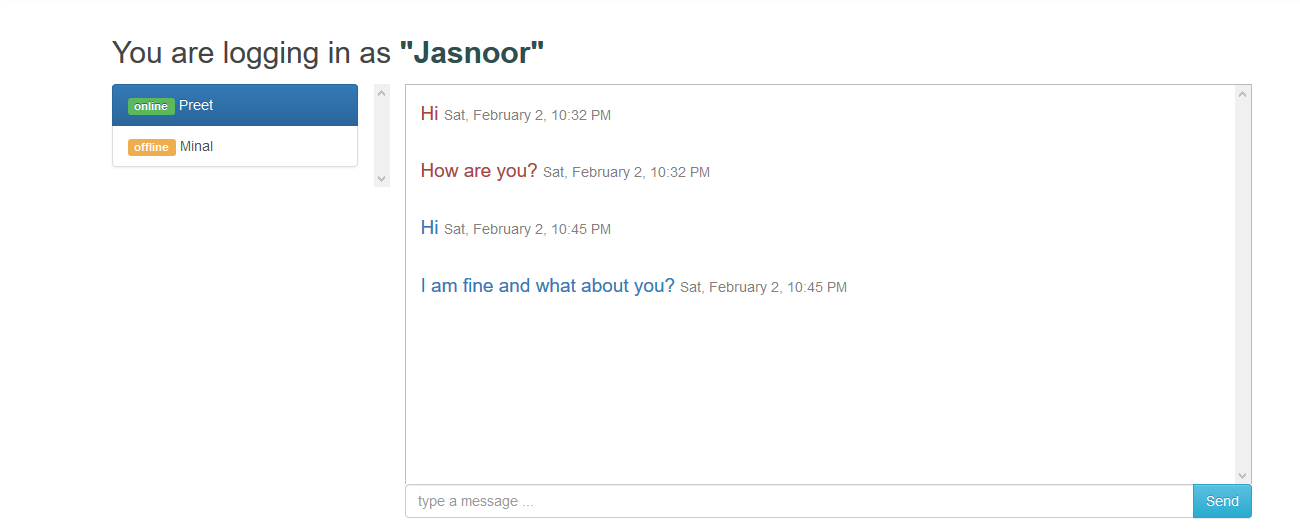 You are logging in as "Jasnoor"
online Preet
offline Minal
Hi Sat, February 2, 10:32 PM
How are you? Sat, February 2, 10:32 PM
Hi Sat, February 2, 10:45 PM
I am fine and what about you? Sat, February 2, 10:45 PM
type a message ...
Send